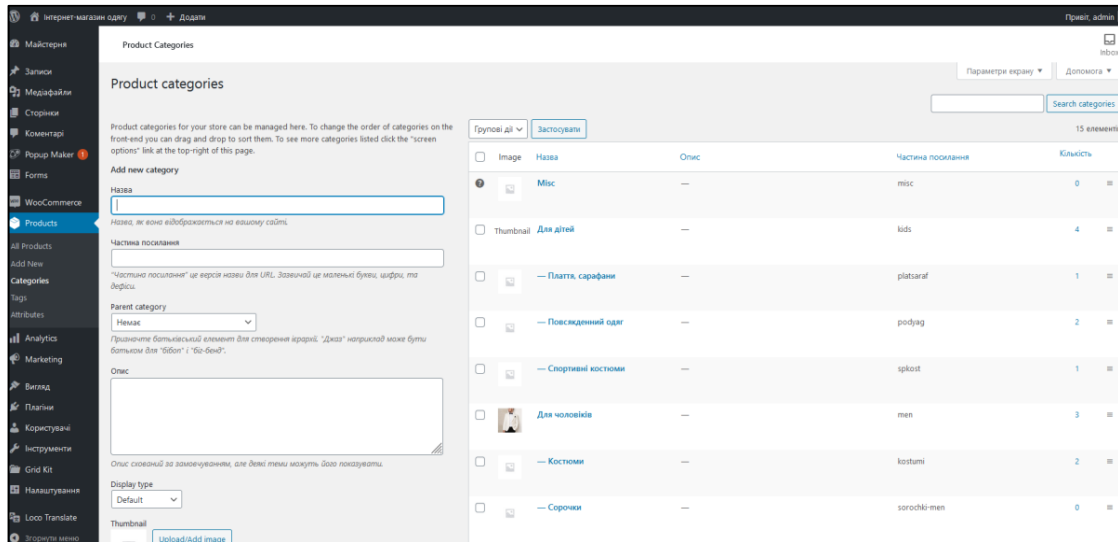 Інтернет-магазин одягу 0 + Додати
Привіт, admin
Майстерня
Записи
Медіафайли
Сторінки
Коментарі
Popup Maker 1
Forms
WooCommerce
Products
All Products
Add New
Categories
Tags
Attributes
Analytics
Marketing
Вигляд
Плагіни
Користувачі
Інструменти
Grid Kit
Налаштування
Loco Translate
Згорнути меню
Product Categories
Inbox
Параметри екрану ▼
Допомога ▼
Product categories
Search categories
Product categories for your store can be managed here. To change the order of categories on the
front-end you can drag and drop to sort them. To see more categories listed click the "screen
options" link at the top-right of this page.
Add new category
Назва
Назва, як вона відображається на вашому сайті.
Частина посилання
"Частина посилання" це версія назви для URL. Зазвичай це маленькі букви, цифри, та
дефіси.
Parent category
Немає
Призначте батьківський елемент для створення ієрархії. "Джаз" наприклад може бути
батьком для "бібоп" і "біг-бенд".
Опис
Опис схований за замовчуванням, але деякі теми можуть його показувати.
Display type
Default
Thumbnail
Upload/Add image
Групові дії Застосувати
15 елементі
Image Назва Опис Частина посилання Кількість
Misc — misc 0
Thumbnail Для дітей — kids 4
— Плаття, сарафани — platsaraf 1
— Повсякденний одяг — podyag 2
— Спортивні костюми — spkost 1
Для чоловіків — men 3
— Костюми — kostumi 2
— Сорочки — sorochki-men 0